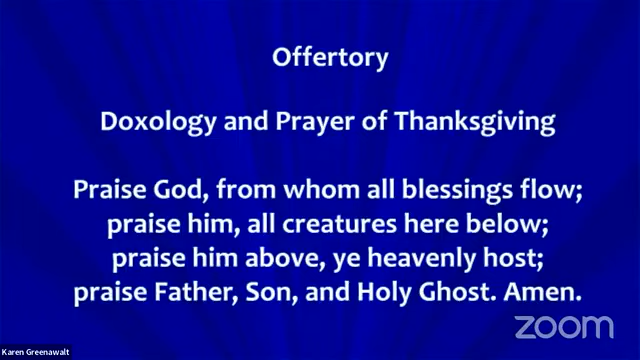 Offertory
Doxology and Prayer of Thanksgiving
Praise God, from whom all blessings flow;
praise him, all creatures here below;
praise him above, ye heavenly host;
praise Father, Son, and Holy Ghost. Amen.
zoom
Karen Greenawalt